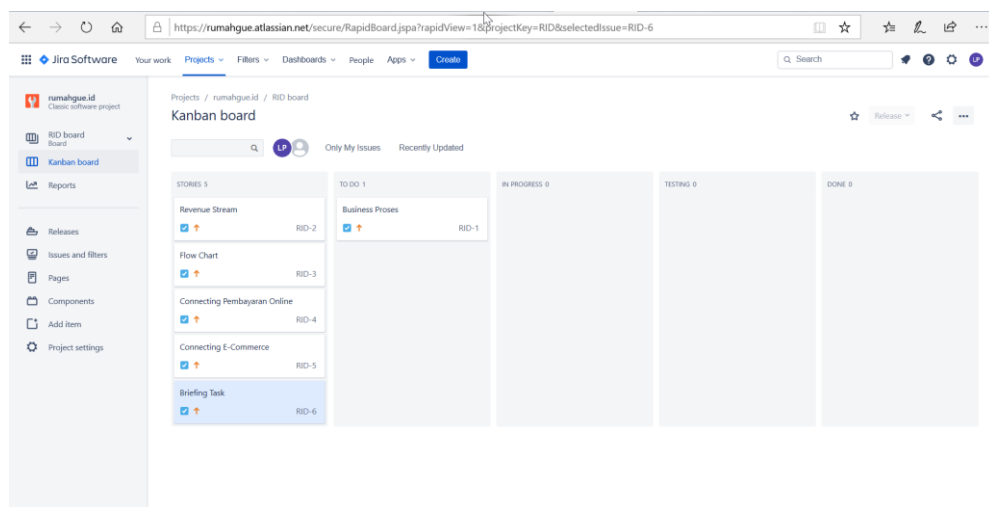 https://rumahgue.atlassian.net/secure/RapidBoard.jspa?rapidView=1&projectKey=RID&selectedIssue=RID-6
Jira Software Your work Projects Filters Dashboards People Apps Create Search LP
rumahgue.id
Classic software project
RID board
Board
Kanban board
Reports
Releases
Issues and filters
Pages
Components
Add item
Project settings
Projects / rumahgue.id / RID board
Kanban board
Release
LP Only My Issues Recently Updated
STORIES 5
Revenue Stream
RID-2
Flow Chart
RID-3
Connecting Pembayaran Online
RID-4
Connecting E-Commerce
RID-5
Briefing Task
RID-6
TO DO 1
Business Proses
RID-1
IN PROGRESS 0
TESTING 0
DONE 0